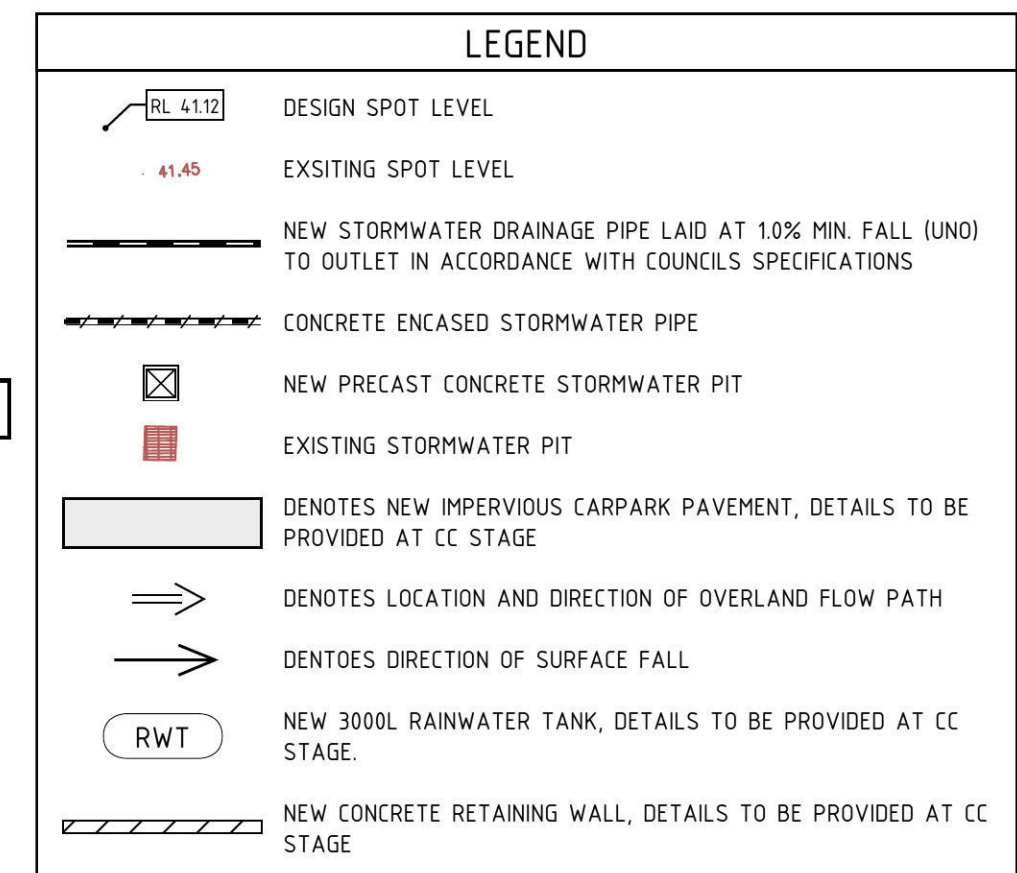 LEGEND
RL 41.12 DESIGN SPOT LEVEL
41.45 EXSITING SPOT LEVEL
NEW STORMWATER DRAINAGE PIPE LAID AT 1.0% MIN. FALL (UNO)
TO OUTLET IN ACCORDANCE WITH COUNCILS SPECIFICATIONS
CONCRETE ENCASED STORMWATER PIPE
NEW PRECAST CONCRETE STORMWATER PIT
EXISTING STORMWATER PIT
DENOTES NEW IMPERVIOUS CARPARK PAVEMENT, DETAILS TO BE
PROVIDED AT CC STAGE
DENOTES LOCATION AND DIRECTION OF OVERLAND FLOW PATH
DENTOES DIRECTION OF SURFACE FALL
RWT
NEW 3000L RAINWATER TANK, DETAILS TO BE PROVIDED AT CC
STAGE.
NEW CONCRETE RETAINING WALL, DETAILS TO BE PROVIDED AT CC
STAGE